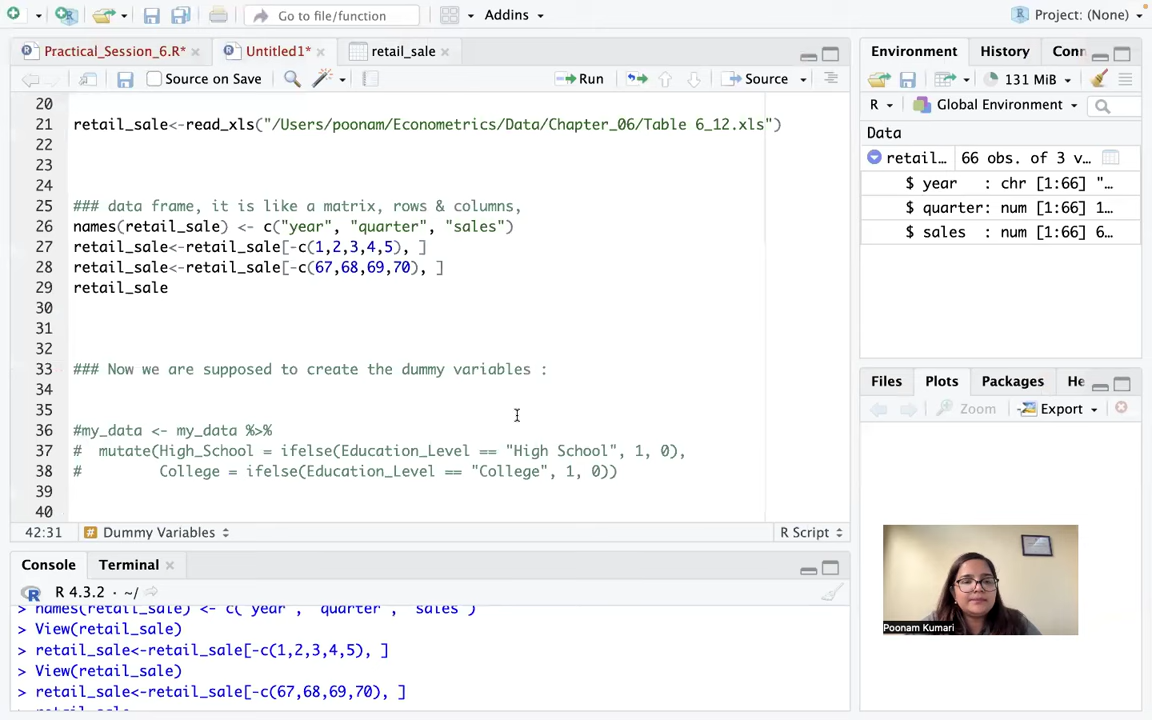 Go to file/function
Addins
Project: (None)
Practical_Session_6.R*
Untitled1*
retail_sale
Source on Save
Run
Source
20
21 retail_sale<-read_xls("/Users/poonam/Econometrics/Data/Chapter_06/Table 6_12.xls")
22
23
24
25 ### data frame, it is like a matrix, rows & columns,
26 names(retail_sale) <- c("year", "quarter", "sales")
27 retail_sale<-retail_sale[-c(1,2,3,4,5), ]
28 retail_sale<-retail_sale[-c(67,68,69,70), ]
29 retail_sale
30
31
32
33 ### Now we are supposed to create the dummy variables :
34
35
36 #my_data <- my_data %>%
37 #  mutate(High_School = ifelse(Education_Level == "High School", 1, 0),
38 #         College = ifelse(Education_Level == "College", 1, 0))
39
40
42:31
Dummy Variables
R Script
Console
Terminal
R 4.3.2 · ~/
> names(retail_sale) <- c("year", "quarter", "sales")
> View(retail_sale)
> retail_sale<-retail_sale[-c(1,2,3,4,5), ]
> View(retail_sale)
> retail_sale<-retail_sale[-c(67,68,69,70), ]
Environment
History
Conn
131 MiB
R
Global Environment
Data
retail… 66 obs. of 3 v…
$ year : chr [1:66] "…
$ quarter: num [1:66] 1…
$ sales : num [1:66] 6…
Files
Plots
Packages
He
Zoom
Export
Poonam Kumari